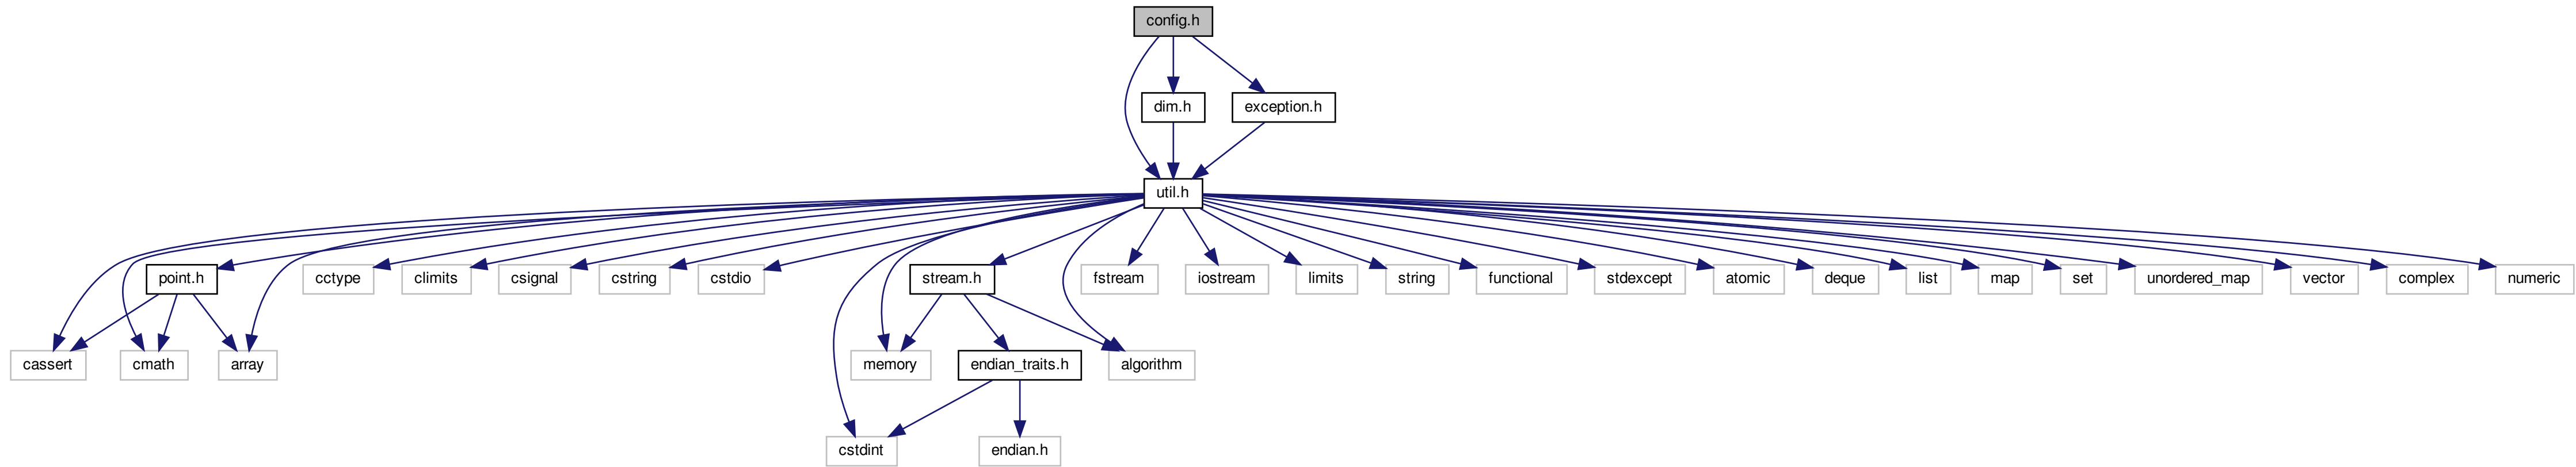 config.h
dim.h
exception.h
util.h
point.h
cctype
climits
csignal
cstring
cstdio
stream.h
fstream
iostream
limits
string
functional
stdexcept
atomic
deque
list
map
set
unordered_map
vector
complex
numeric
cassert
cmath
array
memory
endian_traits.h
algorithm
cstdint
endian.h